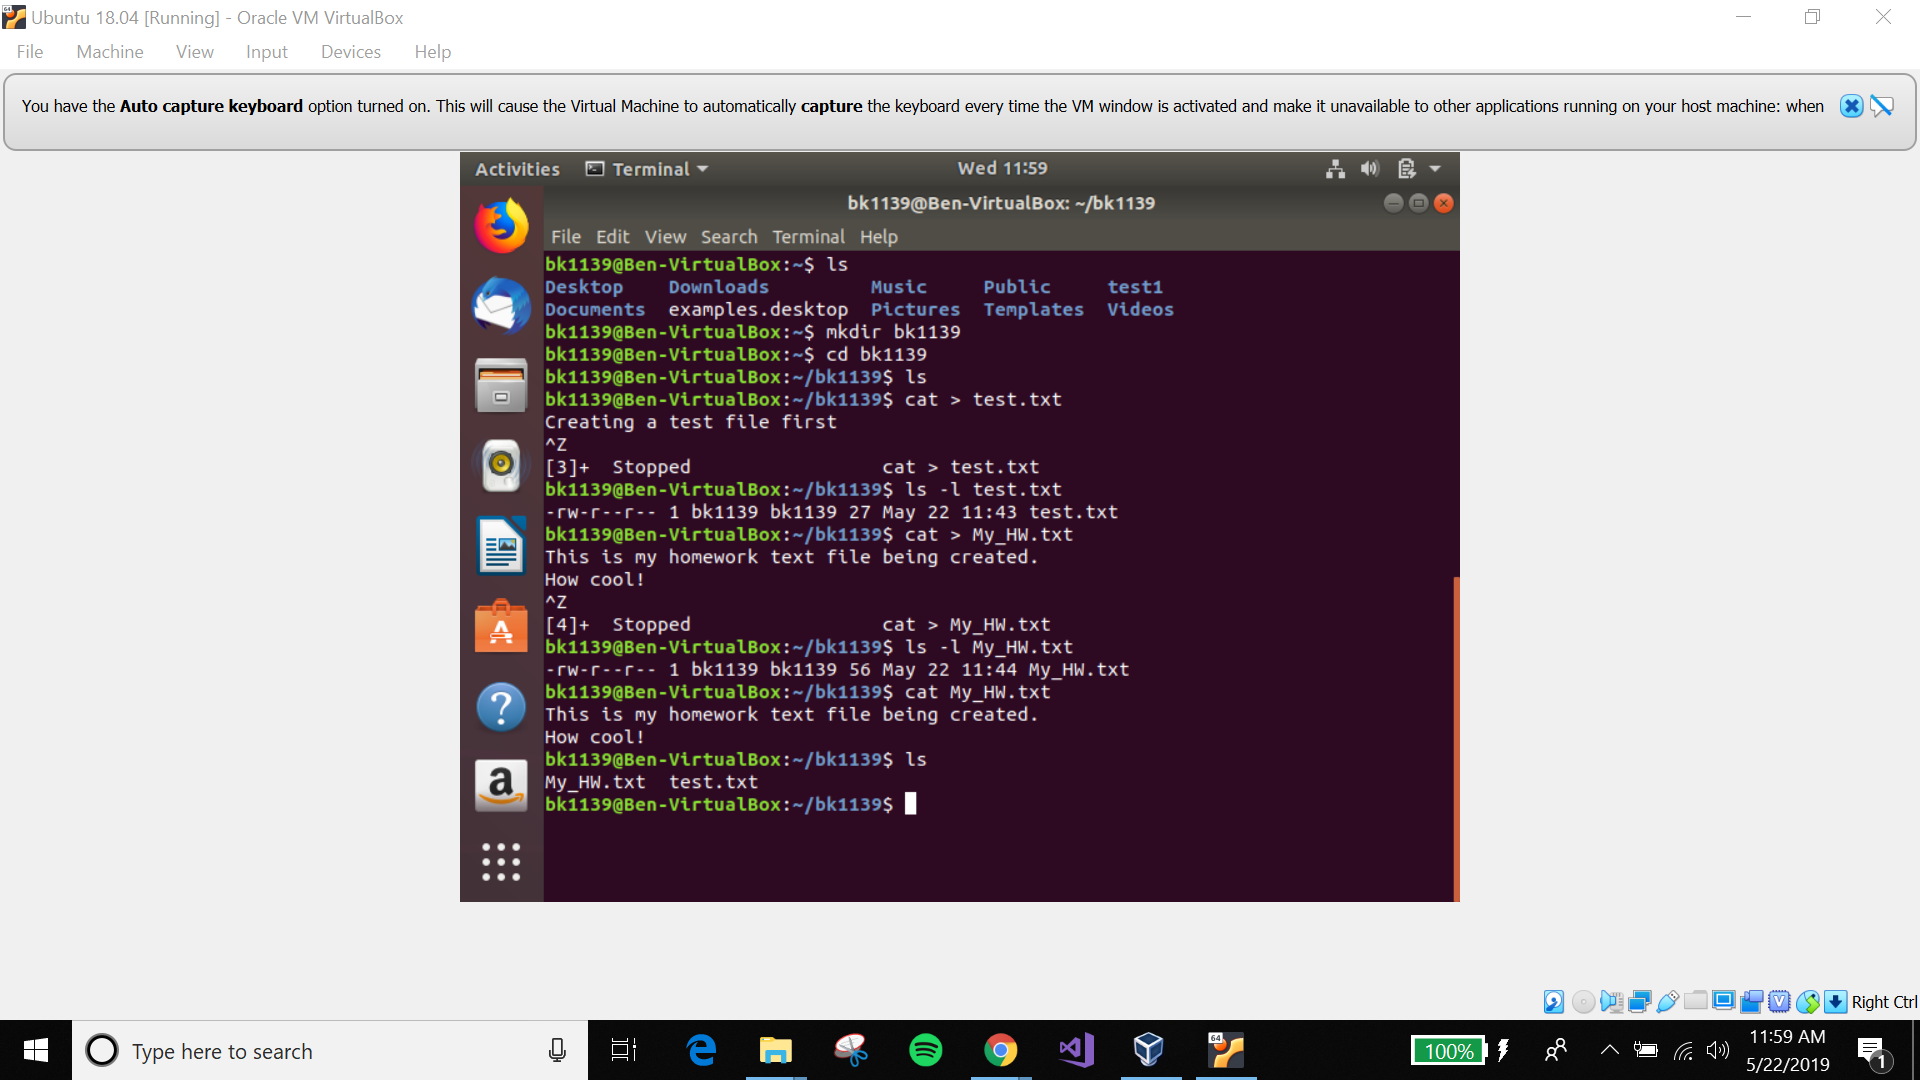 Ubuntu 18.04 [Running] - Oracle VM VirtualBox
File Machine View Input Devices Help
You have the Auto capture keyboard option turned on. This will cause the Virtual Machine to automatically capture the keyboard every time the VM window is activated and make it unavailable to other applications running on your host machine: when
Activities Terminal Wed 11:59
bk1139@Ben-VirtualBox: ~/bk1139
File Edit View Search Terminal Help
bk1139@Ben-VirtualBox:~$ ls
Desktop Downloads Music Public test1
Documents examples.desktop Pictures Templates Videos
bk1139@Ben-VirtualBox:~$ mkdir bk1139
bk1139@Ben-VirtualBox:~$ cd bk1139
bk1139@Ben-VirtualBox:~/bk1139$ ls
bk1139@Ben-VirtualBox:~/bk1139$ cat > test.txt
Creating a test file first
^Z
[3]+ Stopped cat > test.txt
bk1139@Ben-VirtualBox:~/bk1139$ ls -l test.txt
-rw-r--r-- 1 bk1139 bk1139 27 May 22 11:43 test.txt
bk1139@Ben-VirtualBox:~/bk1139$ cat > My_HW.txt
This is my homework text file being created.
How cool!
^Z
[4]+ Stopped cat > My_HW.txt
bk1139@Ben-VirtualBox:~/bk1139$ ls -l My_HW.txt
-rw-r--r-- 1 bk1139 bk1139 56 May 22 11:44 My_HW.txt
bk1139@Ben-VirtualBox:~/bk1139$ cat My_HW.txt
This is my homework text file being created.
How cool!
bk1139@Ben-VirtualBox:~/bk1139$ ls
My_HW.txt test.txt
bk1139@Ben-VirtualBox:~/bk1139$
Right Ctrl
Type here to search
64
100%
11:59 AM
5/22/2019
1